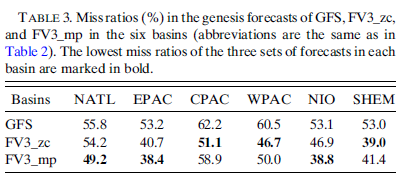 TABLE 3. Miss ratios (%) in the genesis forecasts of GFS, FV3_zc,
and FV3_mp in the six basins (abbreviations are the same as in
Table 2). The lowest miss ratios of the three sets of forecasts in each
basin are marked in bold.
Basins NATL EPAC CPAC WPAC NIO SHEM
GFS 55.8 53.2 62.2 60.5 53.1 53.0
FV3_zc 54.2 40.7 51.1 46.7 46.9 39.0
FV3_mp 49.2 38.4 58.9 50.0 38.8 41.4